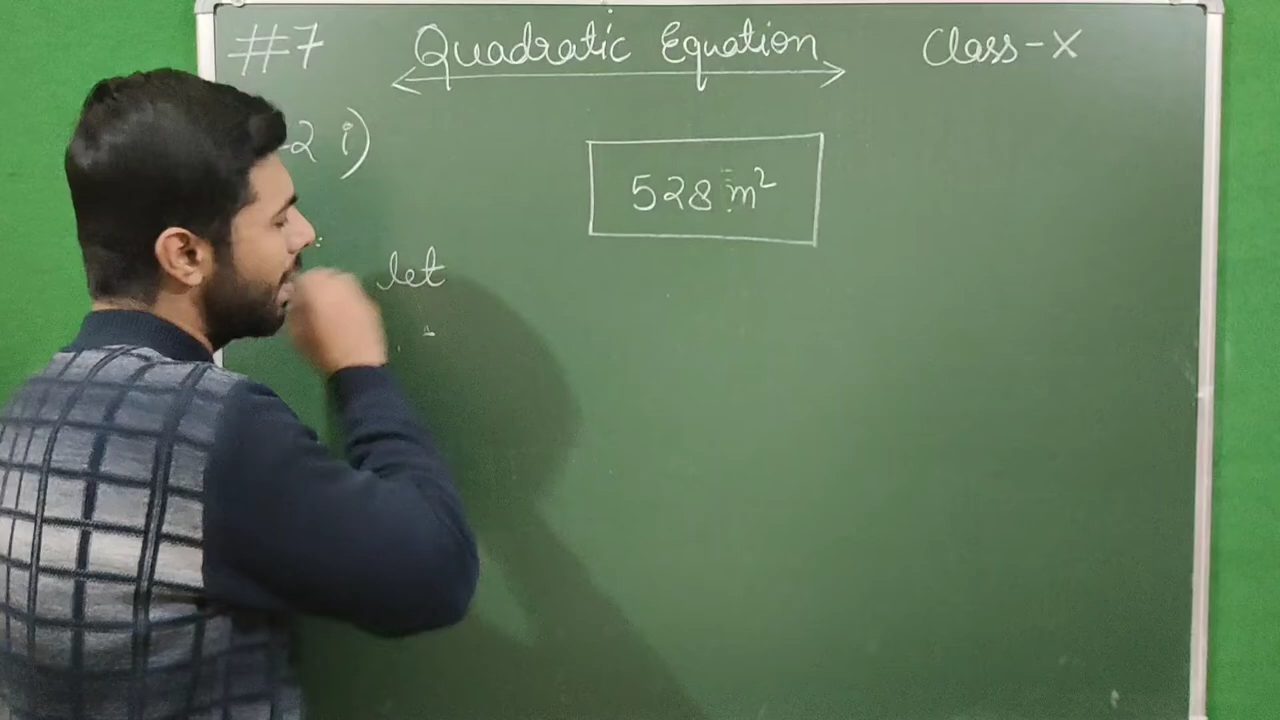 #7 Quadratic Equation Class-X
-2 i)
528 m²
let